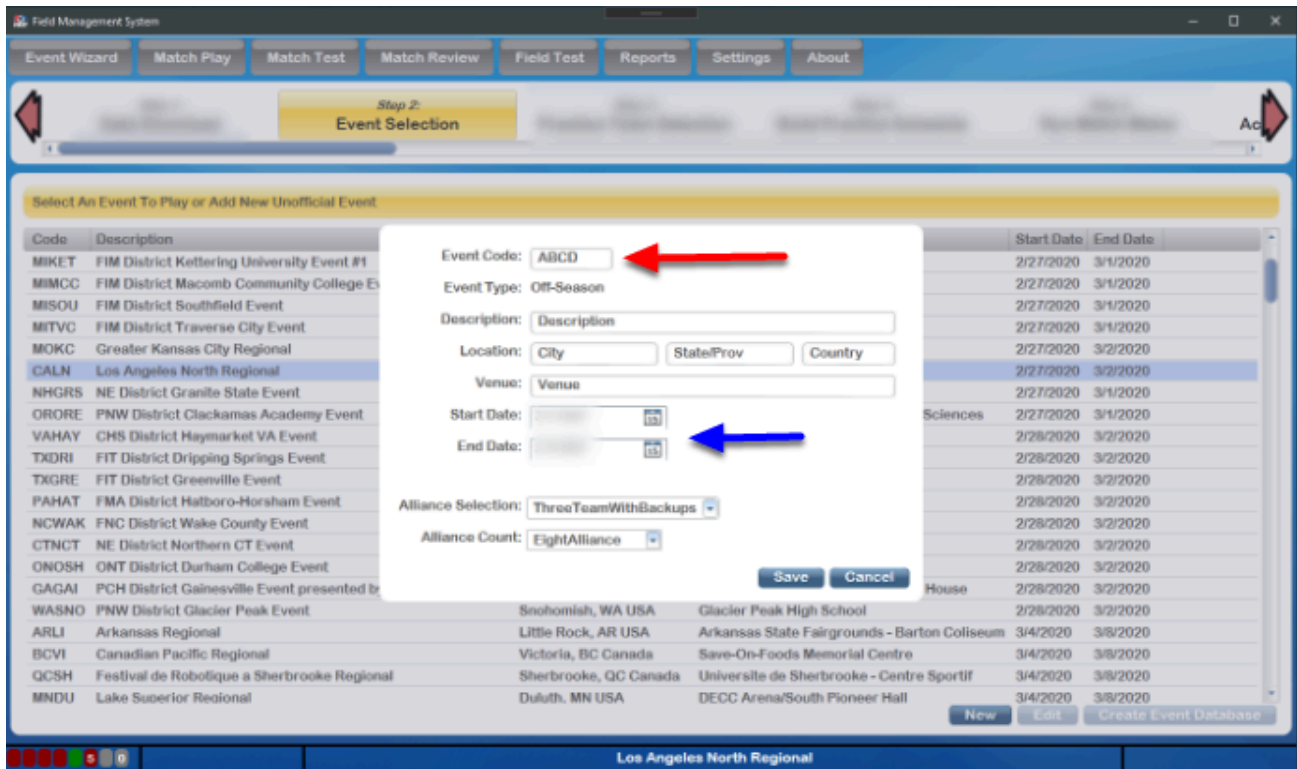 Field Management System
Event Wizard Match Play Match Test Match Review Field Test Reports Settings About
Step 2:
Event Selection
Ac
Select An Event To Play or Add New Unofficial Event
Code Description Start Date End Date
MIKET FIM District Kettering University Event #1 2/27/2020 3/1/2020
MIMCC FIM District Macomb Community College Ev 2/27/2020 3/1/2020
MISOU FIM District Southfield Event 2/27/2020 3/1/2020
MITVC FIM District Traverse City Event 2/27/2020 3/1/2020
MOKC Greater Kansas City Regional 2/27/2020 3/2/2020
CALN Los Angeles North Regional 2/27/2020 3/2/2020
NHGRS NE District Granite State Event 2/27/2020 3/1/2020
ORORE PNW District Clackamas Academy Event Sciences 2/27/2020 3/1/2020
VAHAY CHS District Haymarket VA Event 2/28/2020 3/2/2020
TXDRI FIT District Dripping Springs Event 2/28/2020 3/2/2020
TXGRE FIT District Greenville Event 2/28/2020 3/2/2020
PAHAT FMA District Hatboro-Horsham Event 2/28/2020 3/2/2020
NCWAK FNC District Wake County Event 2/28/2020 3/2/2020
CTNCT NE District Northern CT Event 2/28/2020 3/2/2020
ONOSH ONT District Durham College Event 2/28/2020 3/2/2020
GAGAI PCH District Gainesville Event presented by House 2/28/2020 3/2/2020
WASNO PNW District Glacier Peak Event Snohomish, WA USA Glacier Peak High School 2/28/2020 3/2/2020
ARLI Arkansas Regional Little Rock, AR USA Arkansas State Fairgrounds - Barton Coliseum 3/4/2020 3/8/2020
BCVI Canadian Pacific Regional Victoria, BC Canada Save-On-Foods Memorial Centre 3/4/2020 3/8/2020
QCSH Festival de Robotique a Sherbrooke Regional Sherbrooke, QC Canada Universite de Sherbrooke - Centre Sportif 3/4/2020 3/8/2020
MNDU Lake Superior Regional Duluth, MN USA DECC Arena/South Pioneer Hall 3/4/2020 3/8/2020
Event Code: ABCD
Event Type: Off-Season
Description: Description
Location: City State/Prov Country
Venue: Venue
Start Date: 15
End Date: 15
Alliance Selection: ThreeTeamWithBackups
Alliance Count: EightAlliance
Save Cancel
New Edit Create Event Database
S 0
Los Angeles North Regional